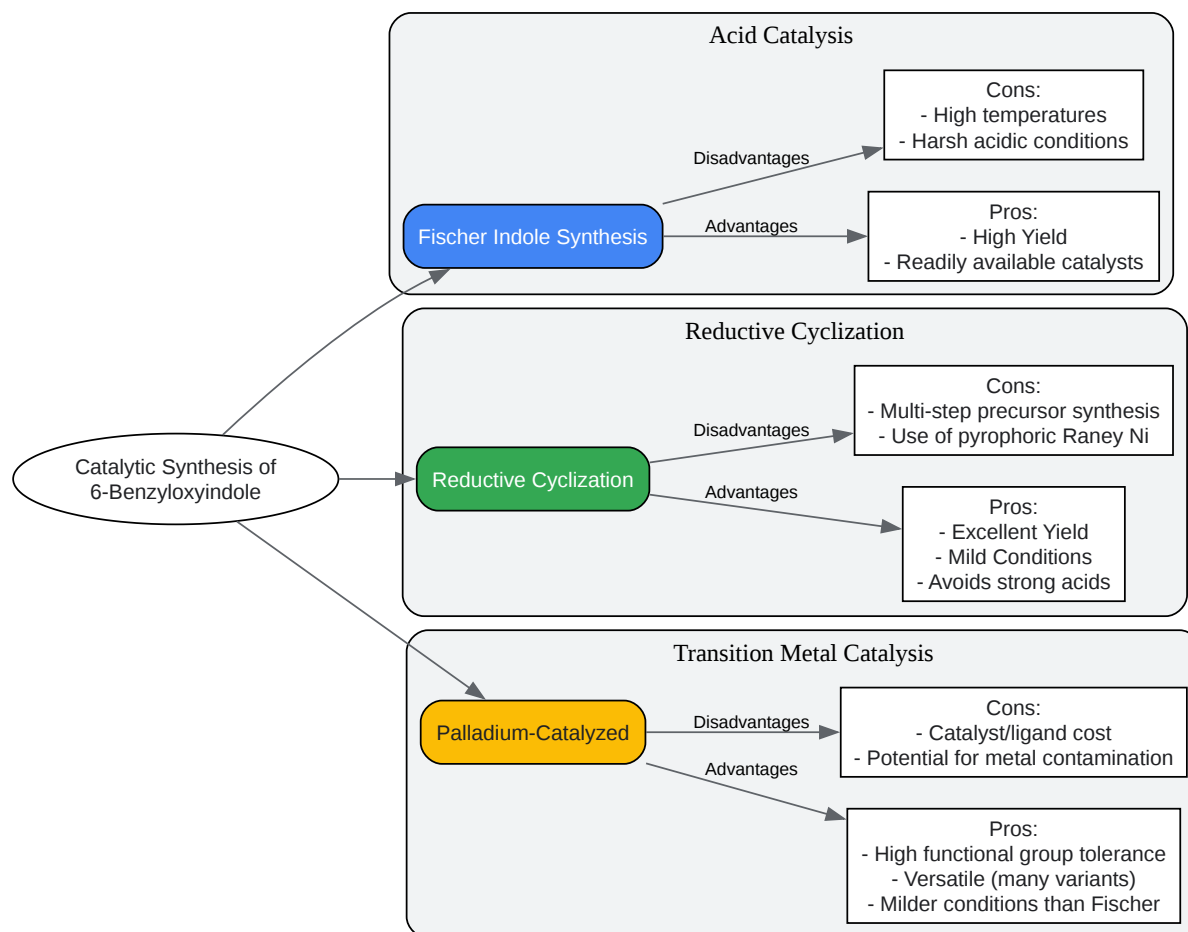 Acid Catalysis
Cons:
- High temperatures
- Harsh acidic conditions
Disadvantages
Fischer Indole Synthesis
Advantages
Pros:
- High Yield
- Readily available catalysts
Reductive Cyclization
Cons:
- Multi-step precursor synthesis
- Use of pyrophoric Raney Ni
Disadvantages
Catalytic Synthesis of
6-Benzyloxyindole
Reductive Cyclization
Advantages
Pros:
- Excellent Yield
- Mild Conditions
- Avoids strong acids
Transition Metal Catalysis
Cons:
- Catalyst/ligand cost
- Potential for metal contamination
Disadvantages
Palladium-Catalyzed
Advantages
Pros:
- High functional group tolerance
- Versatile (many variants)
- Milder conditions than Fischer